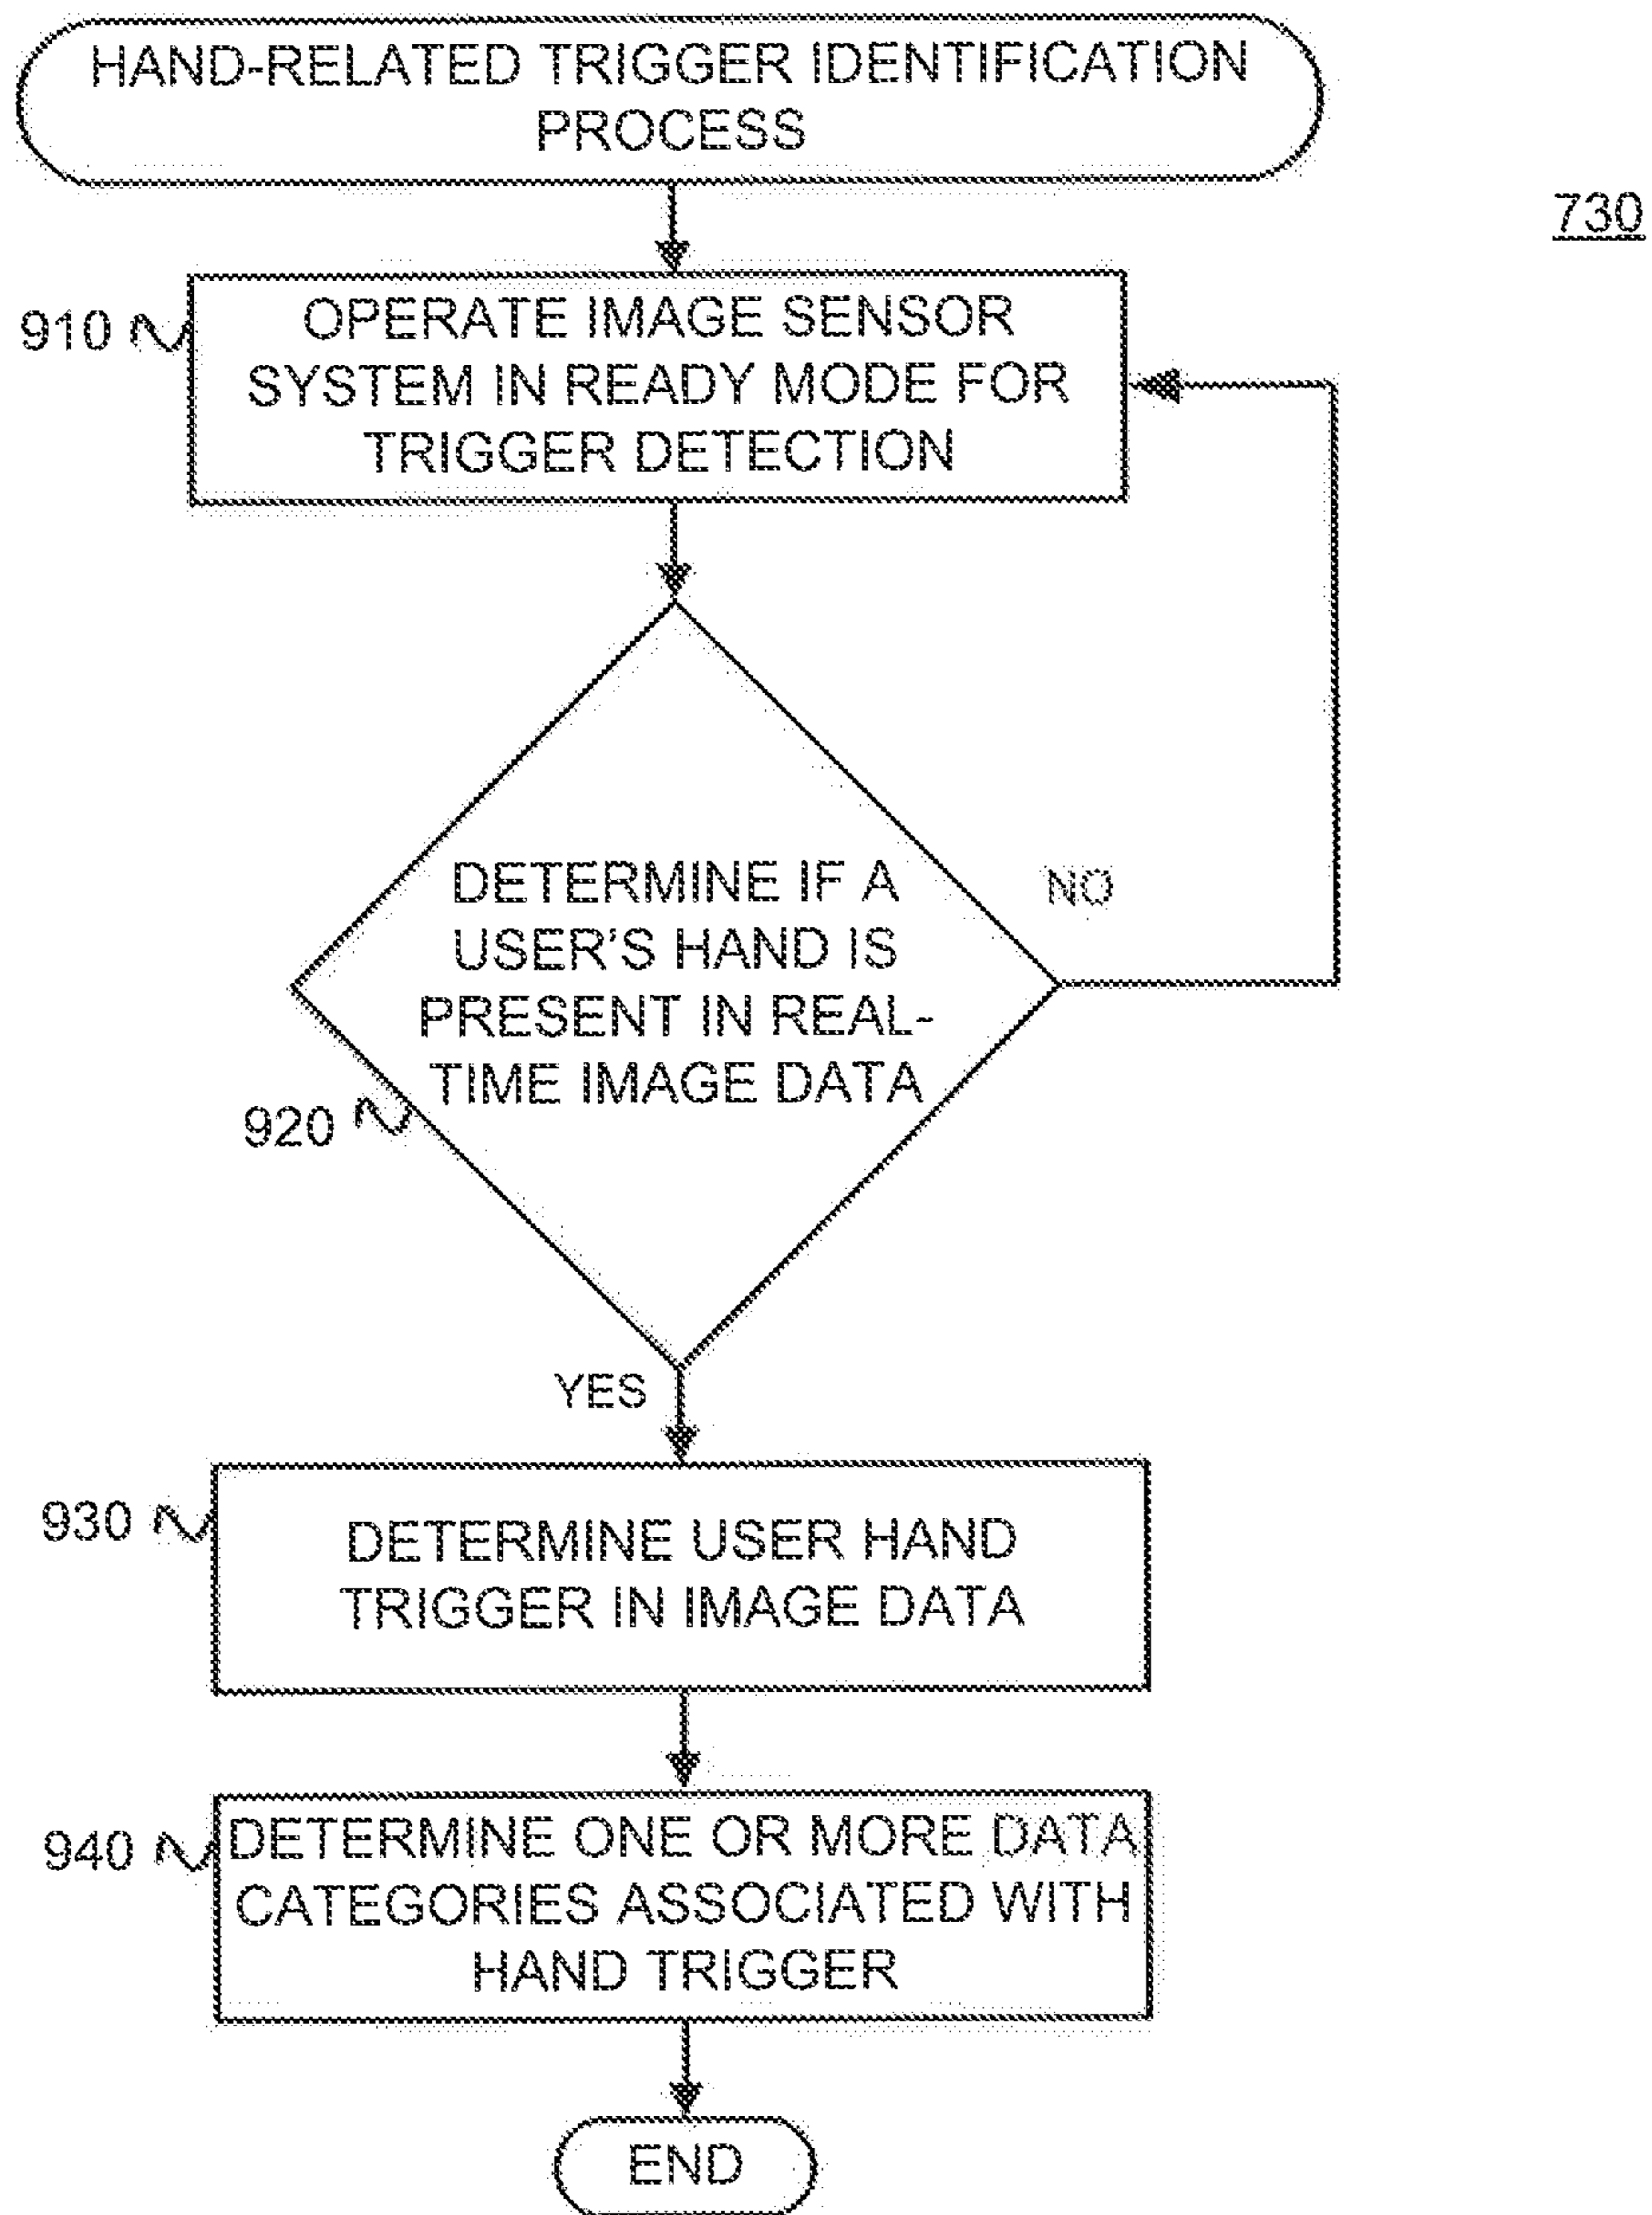 HAND-RELATED TRIGGER IDENTIFICATION
PROCESS
730
910
OPERATE IMAGE SENSOR
SYSTEM IN READY MODE FOR
TRIGGER DETECTION
DETERMINE IF A
USER'S HAND IS
PRESENT IN REAL-
TIME IMAGE DATA
NO
920
YES
930
DETERMINE USER HAND
TRIGGER IN IMAGE DATA
940
DETERMINE ONE OR MORE DATA
CATEGORIES ASSOCIATED WITH
HAND TRIGGER
END